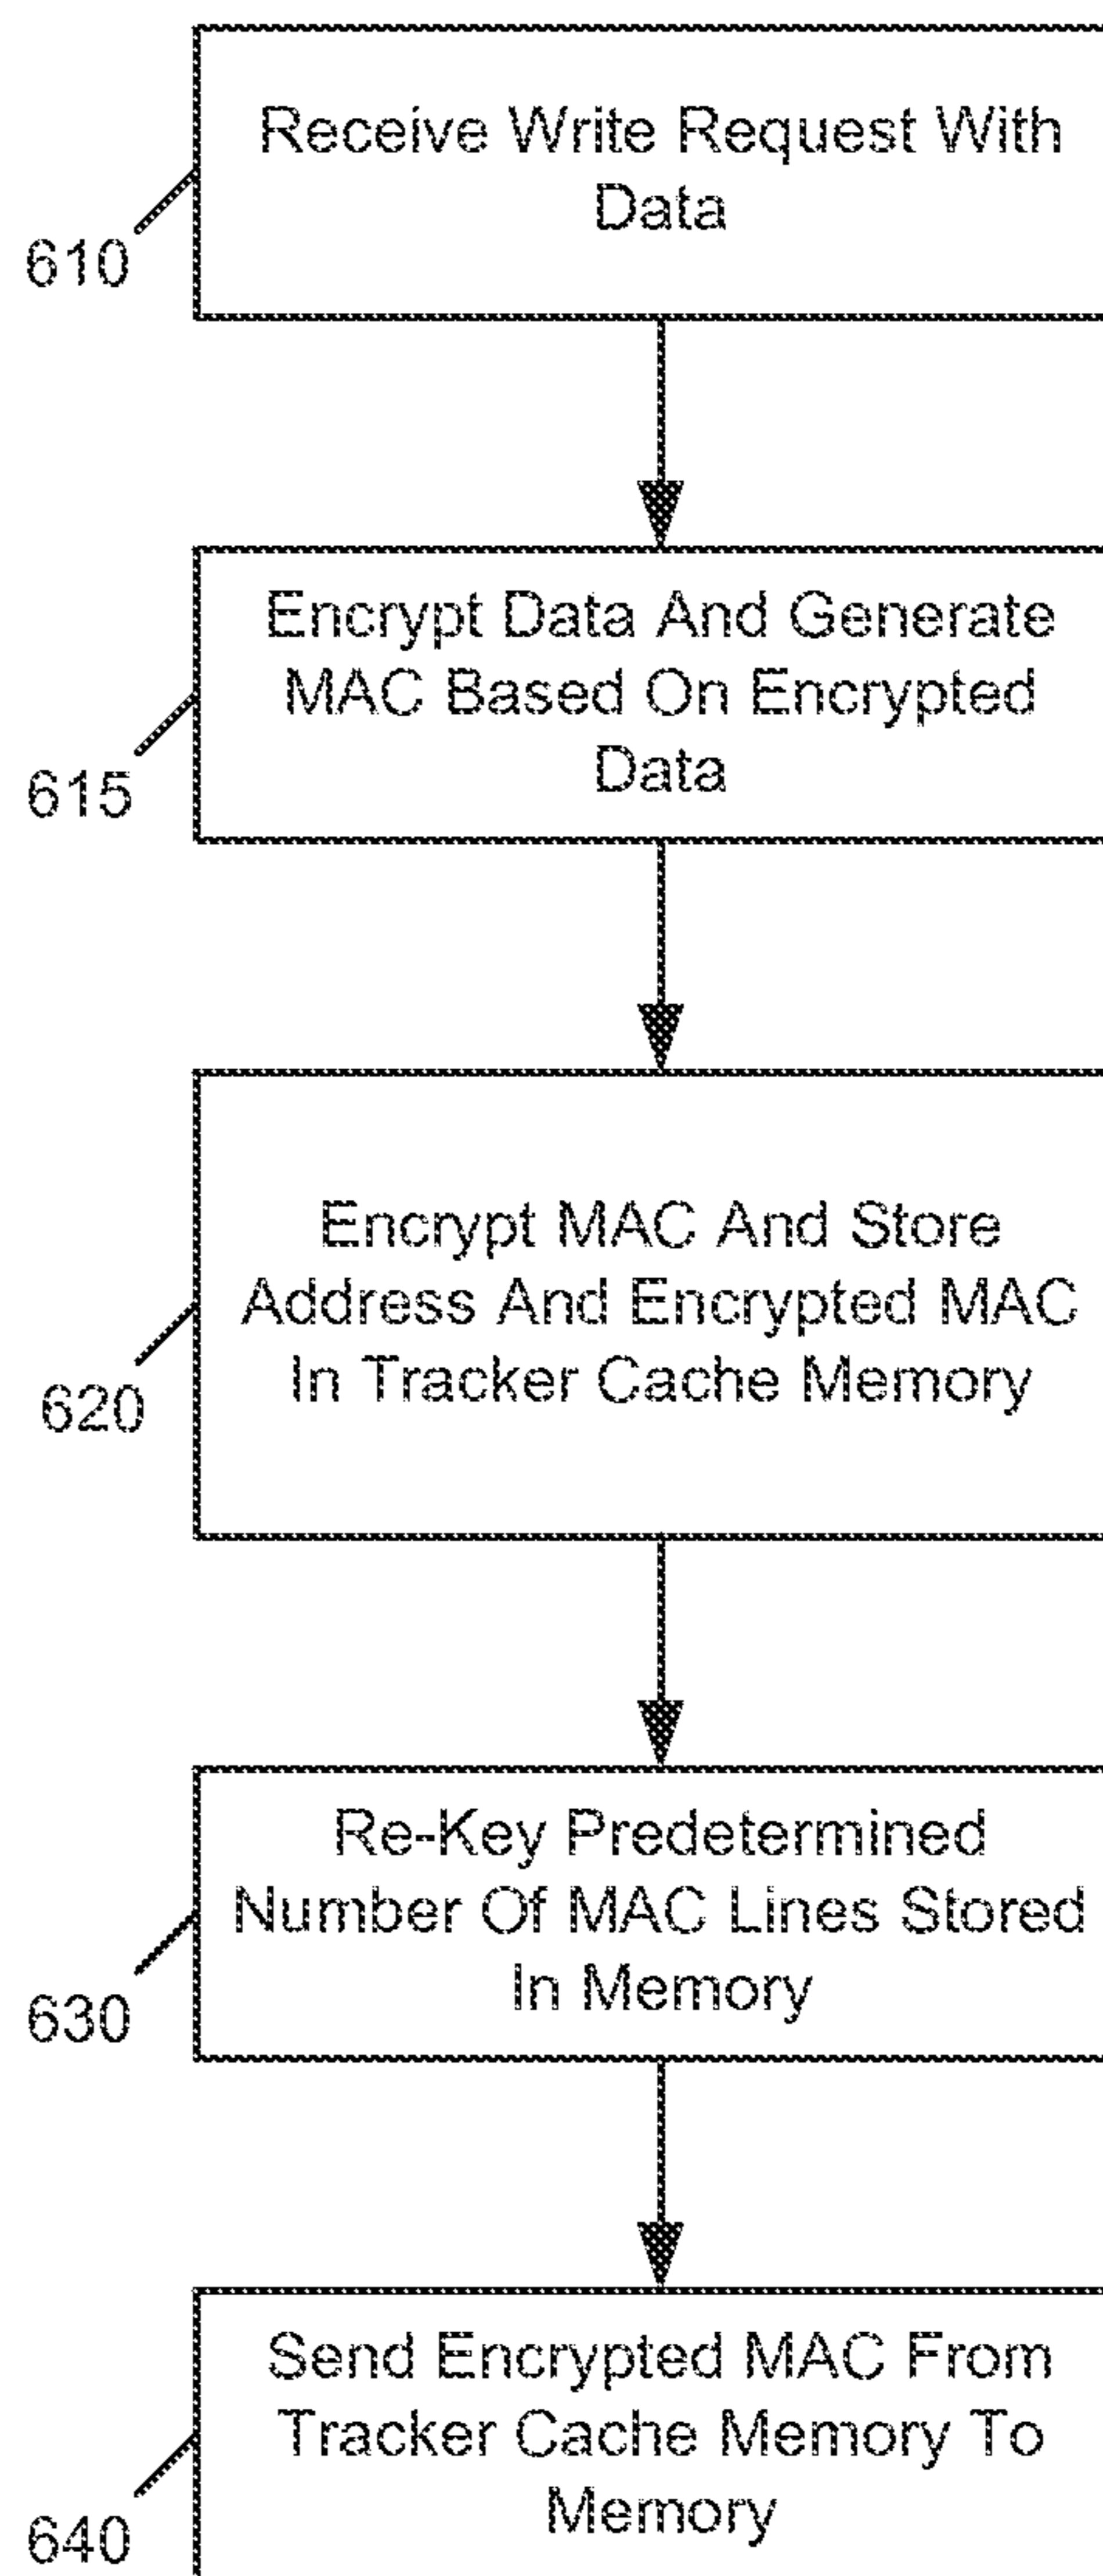 Receive Write Request With
Data
610
Encrypt Data And Generate
MAC Based On Encrypted
Data
615
Encrypt MAC And Store
Address And Encrypted MAC
In Tracker Cache Memory
620
Re-Key Predetermined
Number Of MAC Lines Stored
In Memory
630
Send Encrypted MAC From
Tracker Cache Memory To
Memory
640